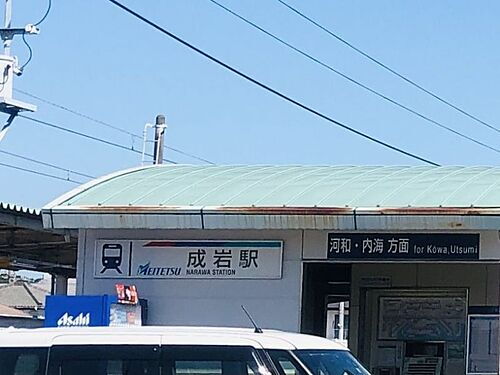 成岩駅
MEITETSU NARAWA STATION
河和・内海 方面 for Kōwa,Utsumi
Asahi